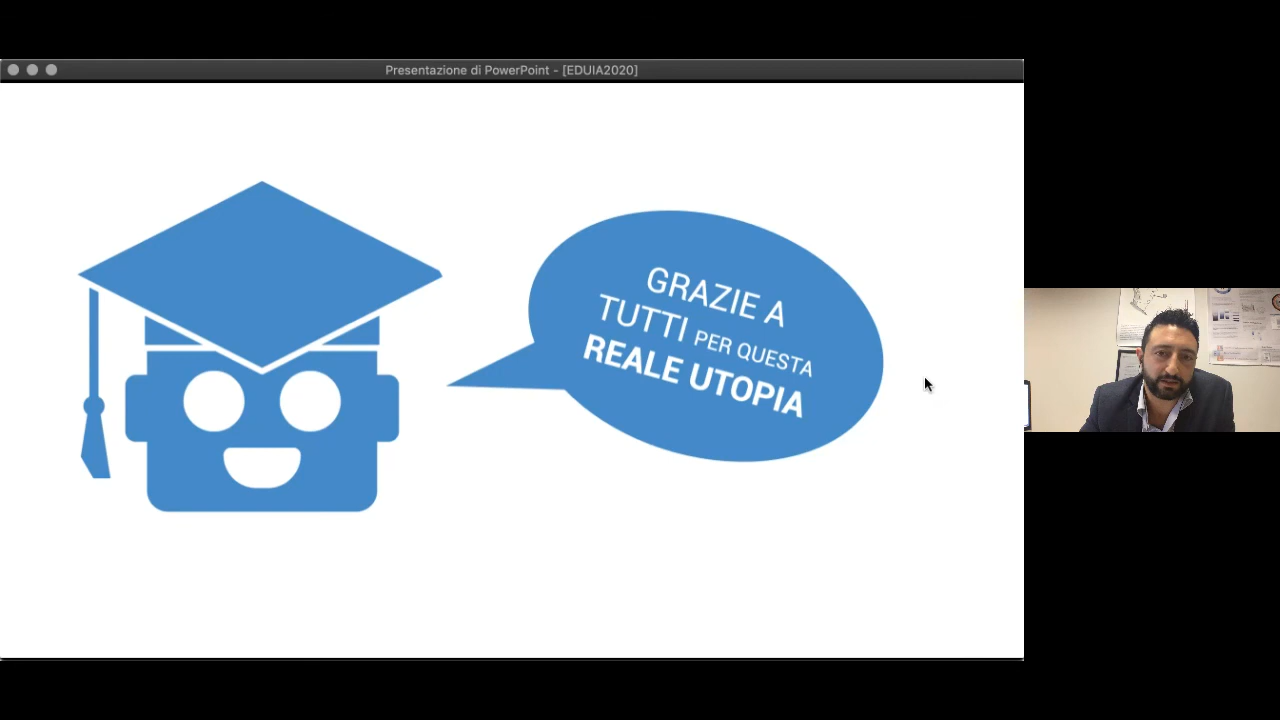 Presentazione di PowerPoint - [EDUIA2020]
GRAZIE A
TUTTI PER QUESTA
REALE UTOPIA